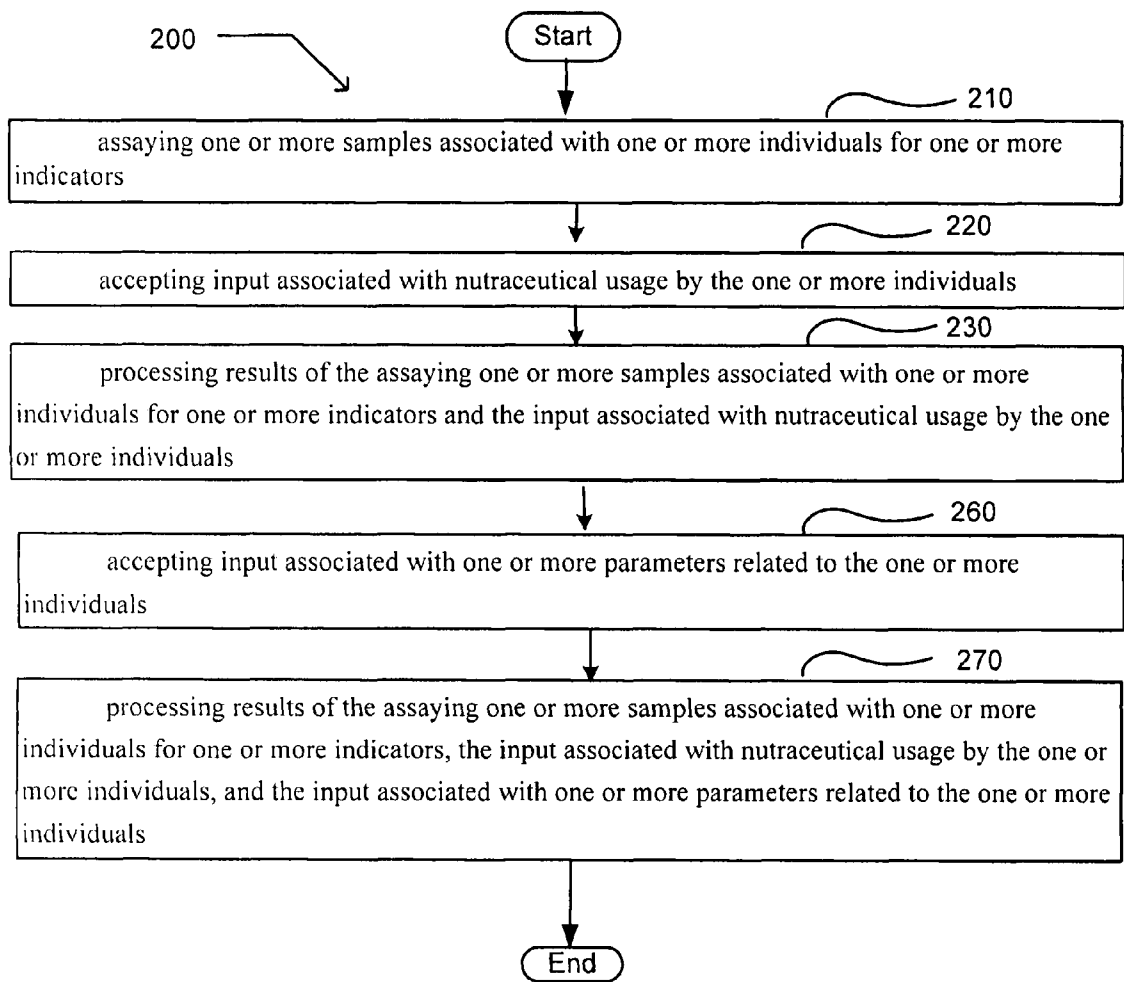 200
Start
210
assaying one or more samples associated with one or more individuals for one or more
indicators
220
accepting input associated with nutraceutical usage by the one or more individuals
230
processing results of the assaying one or more samples associated with one or more
individuals for one or more indicators and the input associated with nutraceutical usage by the one
or more individuals
260
accepting input associated with one or more parameters related to the one or more
individuals
270
processing results of the assaying one or more samples associated with one or more
individuals for one or more indicators, the input associated with nutraceutical usage by the one or
more individuals, and the input associated with one or more parameters related to the one or more
individuals
End